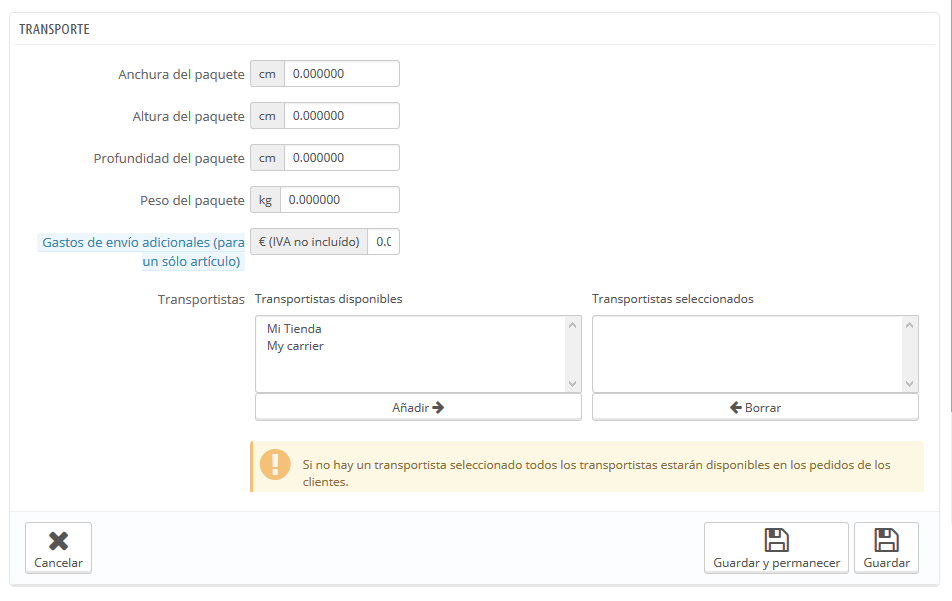 TRANSPORTE
Anchura del paquete cm 0.000000
Altura del paquete cm 0.000000
Profundidad del paquete cm 0.000000
Peso del paquete kg 0.000000
Gastos de envío adicionales (para € (IVA no incluído) 0.0
un sólo artículo)
Transportistas Transportistas disponibles Transportistas seleccionados
Mi Tienda
My carrier
Añadir Borrar
Si no hay un transportista seleccionado todos los transportistas estarán disponibles en los pedidos de los
clientes.
Cancelar Guardar y permanecer Guardar